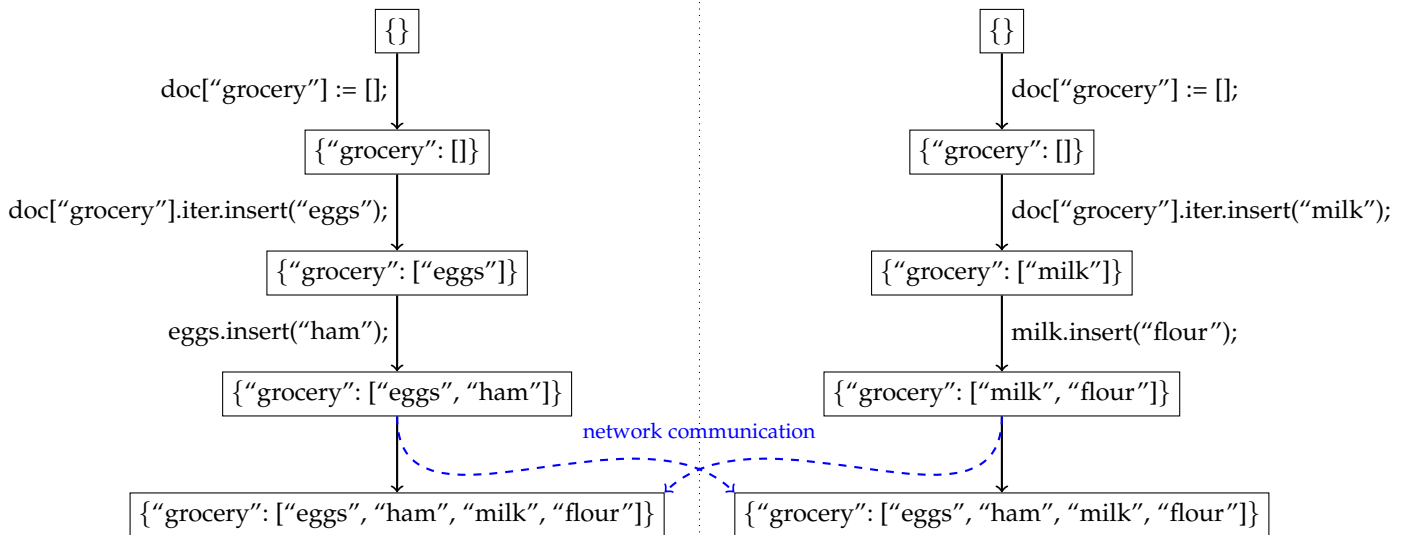 {}
{}
doc[“grocery”] := [];
doc[“grocery”] := [];
{“grocery”: []}
{“grocery”: []}
doc[“grocery”].iter.insert(“eggs”);
doc[“grocery”].iter.insert(“milk”);
{“grocery”: [“eggs”]}
{“grocery”: [“milk”]}
eggs.insert(“ham”);
milk.insert(“flour”);
{“grocery”: [“eggs”, “ham”]}
{“grocery”: [“milk”, “flour”]}
network communication
{“grocery”: [“eggs”, “ham”, “milk”, “flour”]}
{“grocery”: [“eggs”, “ham”, “milk”, “flour”]}